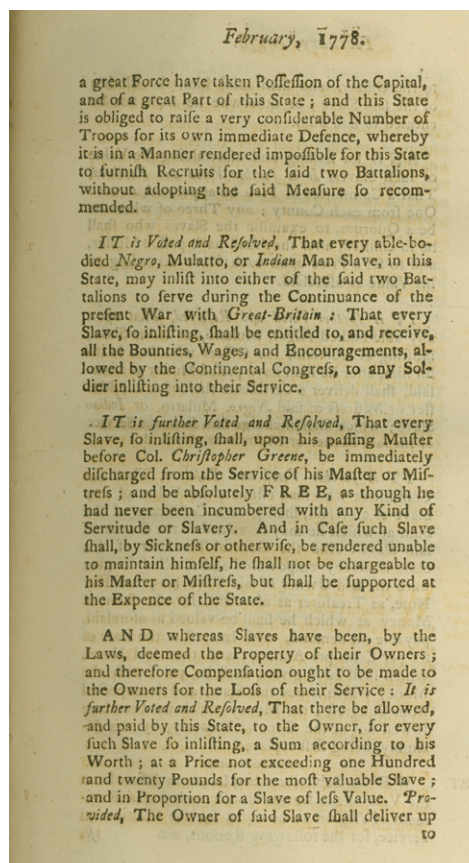 February, 1778.
a great Force have taken Poſſeſſion of the Capital,
and of a great Part of this State ; and this State
is obliged to raiſe a very conſiderable Number of
Troops for its own immediate Defence, whereby
it is in a Manner rendered impoſſible for this State
to furniſh Recruits for the ſaid two Battalions,
without adopting the ſaid Meaſure ſo recom-
mended.
IT is Voted and Reſolved, That every able-bo-
died Negro, Mulatto, or Indian Man Slave, in this
State, may inliſt into either of the ſaid two Bat-
talions to ſerve during the Continuance of the
preſent War with Great-Britain : That every
Slave, ſo inliſting, ſhall be entitled to, and receive,
all the Bounties, Wages, and Encouragements, al-
lowed by the Continental Congreſs, to any Sol-
dier inliſting into their Service.
IT is further Voted and Reſolved, That every
Slave, ſo inliſting, ſhall, upon his paſſing Muſter
before Col. Chriſtopher Greene, be immediately
diſcharged from the Service of his Maſter or Miſ-
treſs ; and be abſolutely FREE, as though he
had never been incumbered with any Kind of
Servitude or Slavery. And in Caſe ſuch Slave
ſhall, by Sickneſs or otherwiſe, be rendered unable
to maintain himſelf, he ſhall not be chargeable to
his Maſter or Miſtreſs, but ſhall be ſupported at
the Expence of the State.
AND whereas Slaves have been, by the
Laws, deemed the Property of their Owners ;
and therefore Compenſation ought to be made to
the Owners for the Loſs of their Service : It is
further Voted and Reſolved, That there be allowed,
and paid by this State, to the Owner, for every
ſuch Slave ſo inliſting, a Sum according to his
Worth ; at a Price not exceeding one Hundred
and twenty Pounds for the moſt valuable Slave ;
and in Proportion for a Slave of leſs Value. Pro-
vided, The Owner of ſaid Slave ſhall deliver up
to